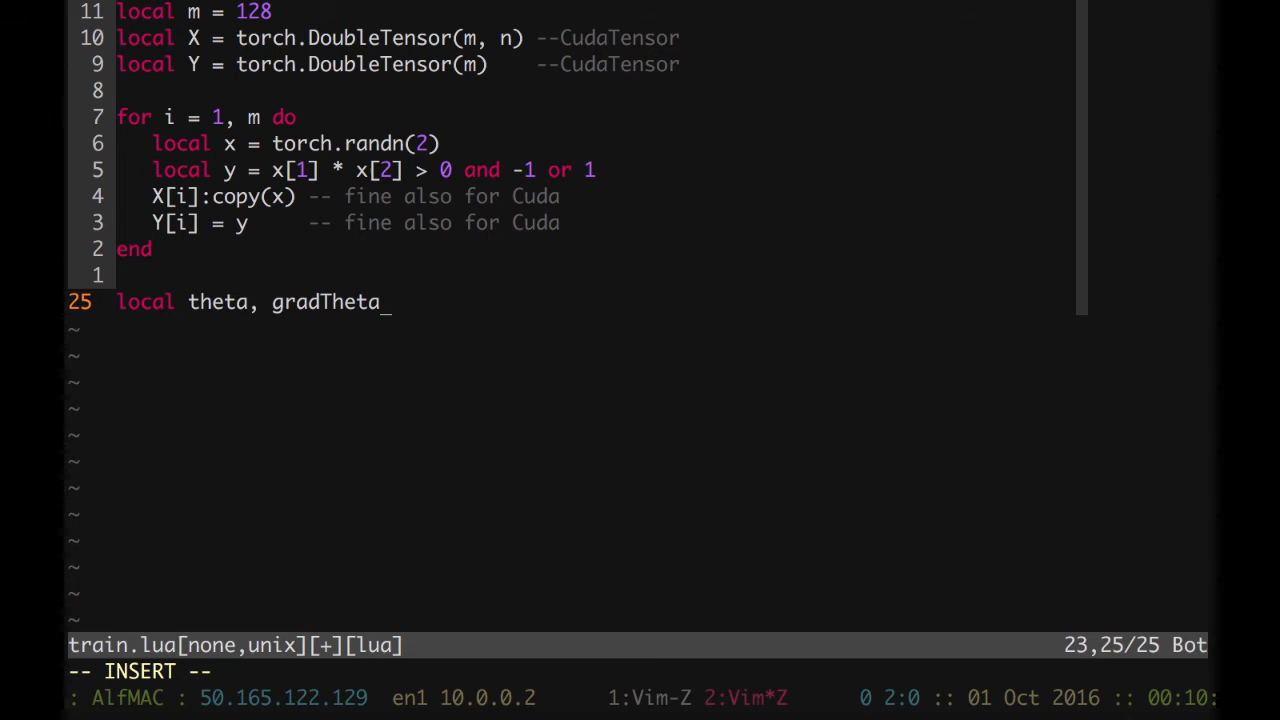 11 local m = 128
10 local X = torch.DoubleTensor(m, n) --CudaTensor
9 local Y = torch.DoubleTensor(m)    --CudaTensor
8
7 for i = 1, m do
6    local x = torch.randn(2)
5    local y = x[1] * x[2] > 0 and -1 or 1
4    X[i]:copy(x) -- fine also for Cuda
3    Y[i] = y     -- fine also for Cuda
2 end
1
25 local theta, gradTheta_
~
~
~
~
~
~
~
~
~
~
~
~
train.lua[none,unix][+][lua] 23,25/25 Bot
-- INSERT --
: AlfMAC : 50.165.122.129 en1 10.0.0.2 1:Vim-Z 2:Vim*Z 0 2:0 :: 01 Oct 2016 :: 00:10: